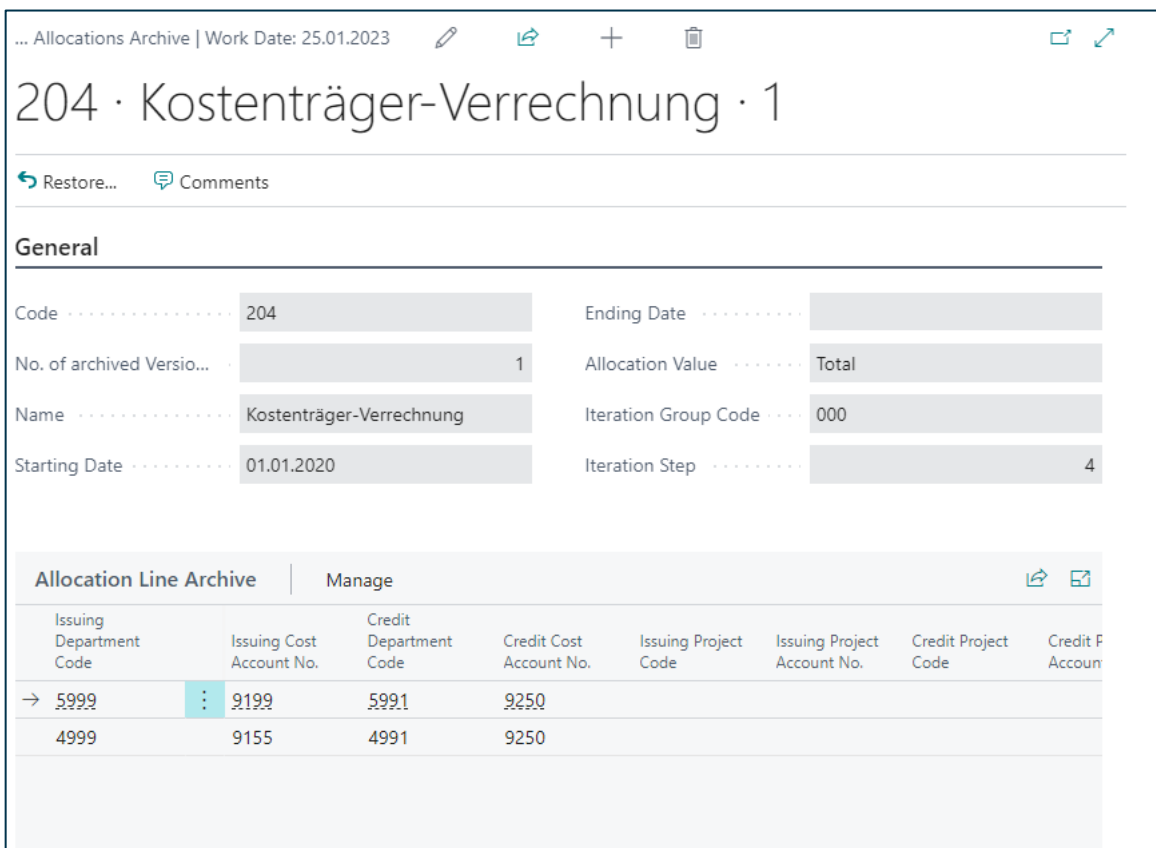 ... Allocations Archive | Work Date: 25.01.2023
204 · Kostenträger-Verrechnung · 1
Restore... Comments
General
Code 204 Ending Date
No. of archived Versio... 1 Allocation Value Total
Name Kostenträger-Verrechnung Iteration Group Code 000
Starting Date 01.01.2020 Iteration Step 4
Allocation Line Archive Manage
Issuing Department Code Issuing Cost Account No. Credit Department Code Credit Cost Account No. Issuing Project Code Issuing Project Account No. Credit Project Code Credit P Accoun
5999 9199 5991 9250
4999 9155 4991 9250